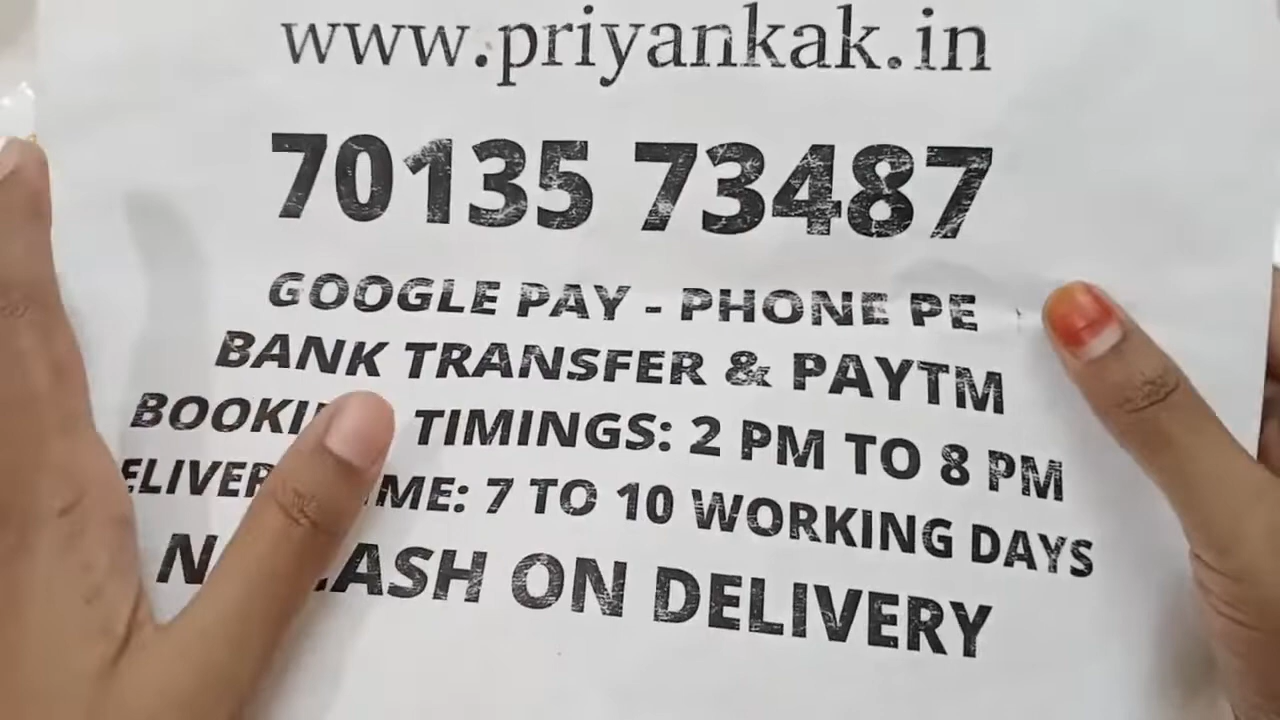 www.priyankak.in
70135 73487
GOOGLE PAY - PHONE PE
BANK TRANSFER & PAYTM
TIMINGS: 2 PM TO 8 PM
7 TO 10 WORKING DAYS
ON DELIVERY